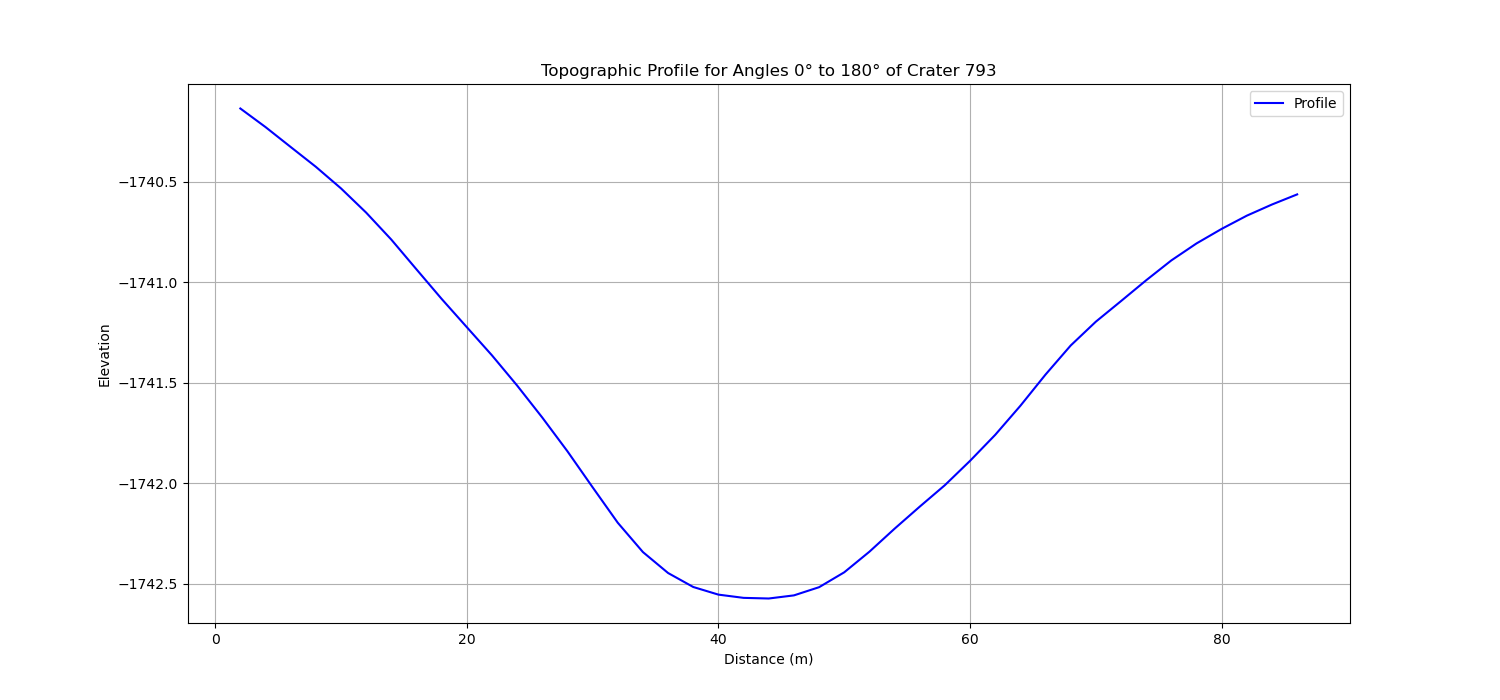 Topographic Profile for Angles 0° to 180° of Crater 793
Profile
−1740.5
−1741.0
−1741.5
−1742.0
−1742.5
Elevation
0 20 40 60 80
Distance (m)